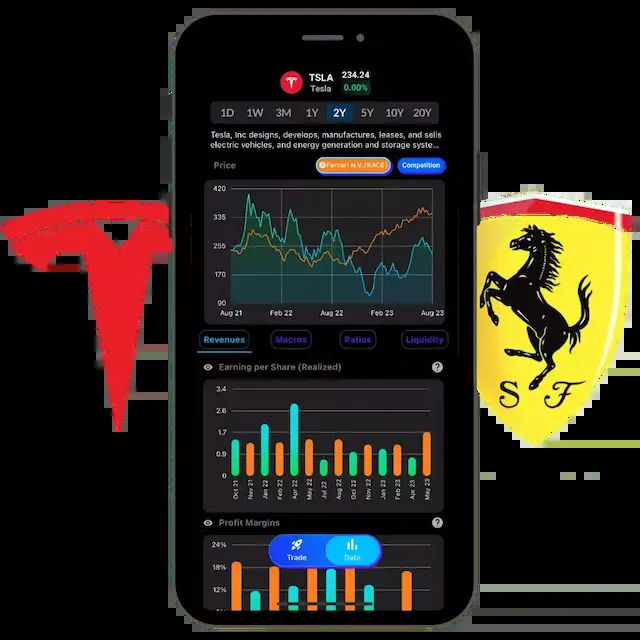 TSLA 234.24
Tesla 0.00%
1D 1W 3M 1Y 2Y 5Y 10Y 20Y
Tesla, Inc designs, develops, manufactures, leases, and sells
electric vehicles, and energy generation and storage syste...
Price Ferrari N.V.(RACE) Competition
420
335
255
170
90
Aug 21 Feb 22 Aug 22 Feb 23 Aug 23
Revenues Macros Patios Liquidity
Earning per Share (Realized) ?
3.4
2.6
1.7
0.9
0
Oct 21 Nov 21 Jan 22 Feb 22 Apr 22 May 22 Jul 22 Aug 22 Oct 22 Nov 22 Jan 23 Feb 23 Apr 23 May 23
Profit Margins ?
24%
18%
12%
Trade Data
S F